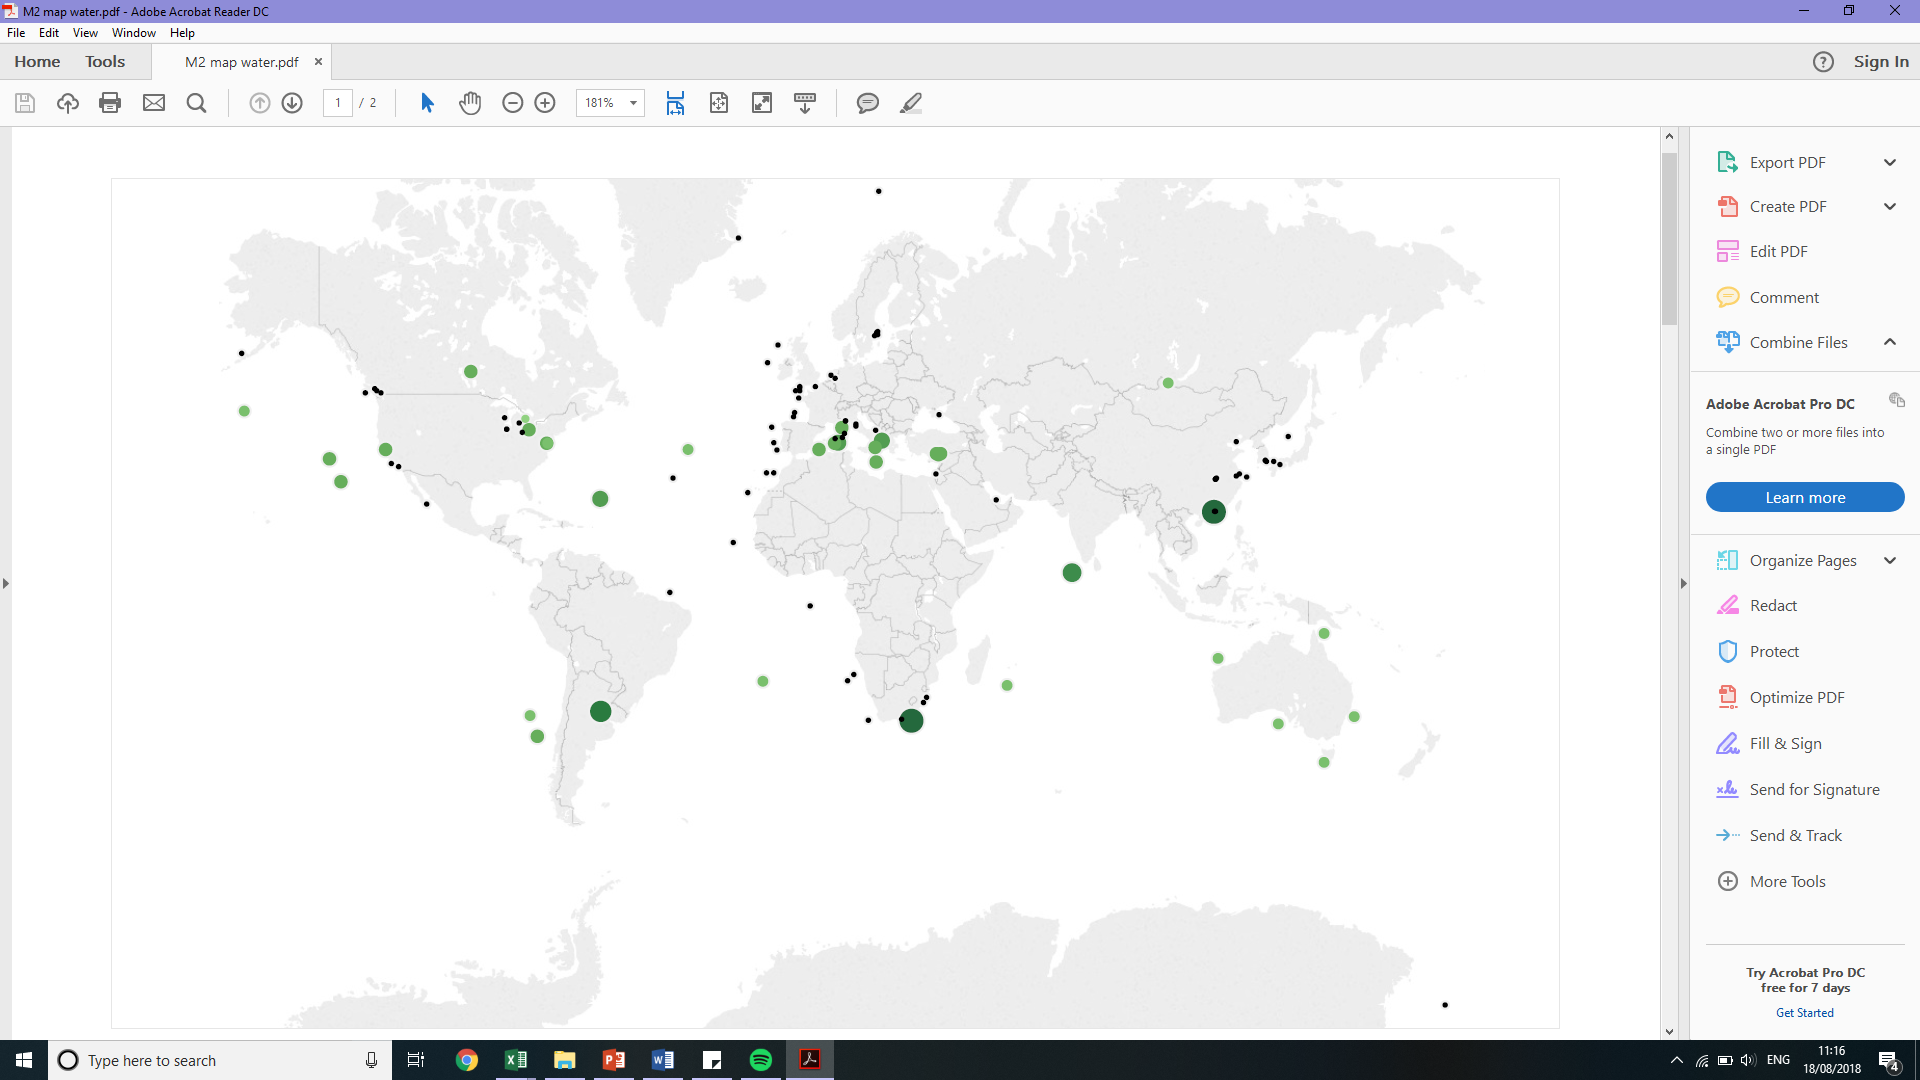 M2 map water.pdf - Adobe Acrobat Reader DC
File Edit View Window Help
Home Tools M2 map water.pdf × ? Sign In
1 / 2 181%
Export PDF
Create PDF
Edit PDF
Comment
Combine Files
Adobe Acrobat Pro DC
Combine two or more files into
a single PDF
Learn more
Organize Pages
Redact
Protect
Optimize PDF
Fill & Sign
Send for Signature
Send & Track
More Tools
Try Acrobat Pro DC
free for 7 days
Get Started
Type here to search
ENG
11:16
18/08/2018
4